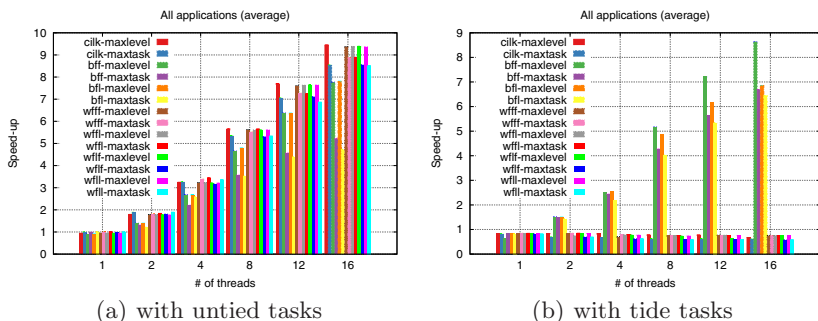 All applications (average)
Speed-up
10
9
8
7
6
5
4
3
2
1
0
cilk-maxlevel
cilk-maxtask
bff-maxlevel
bff-maxtask
bfl-maxlevel
bfl-maxtask
wfff-maxlevel
wfff-maxtask
wffl-maxlevel
wffl-maxtask
wflf-maxlevel
wflf-maxtask
wfll-maxlevel
wfll-maxtask
1 2 4 8 12 16
# of threads
(a) with untied tasks
All applications (average)
Speed-up
9
8
7
6
5
4
3
2
1
0
cilk-maxlevel
cilk-maxtask
bff-maxlevel
bff-maxtask
bfl-maxlevel
bfl-maxtask
wfff-maxlevel
wfff-maxtask
wffl-maxlevel
wffl-maxtask
wflf-maxlevel
wflf-maxtask
wfll-maxlevel
wfll-maxtask
1 2 4 8 12 16
# of threads
(b) with tide tasks